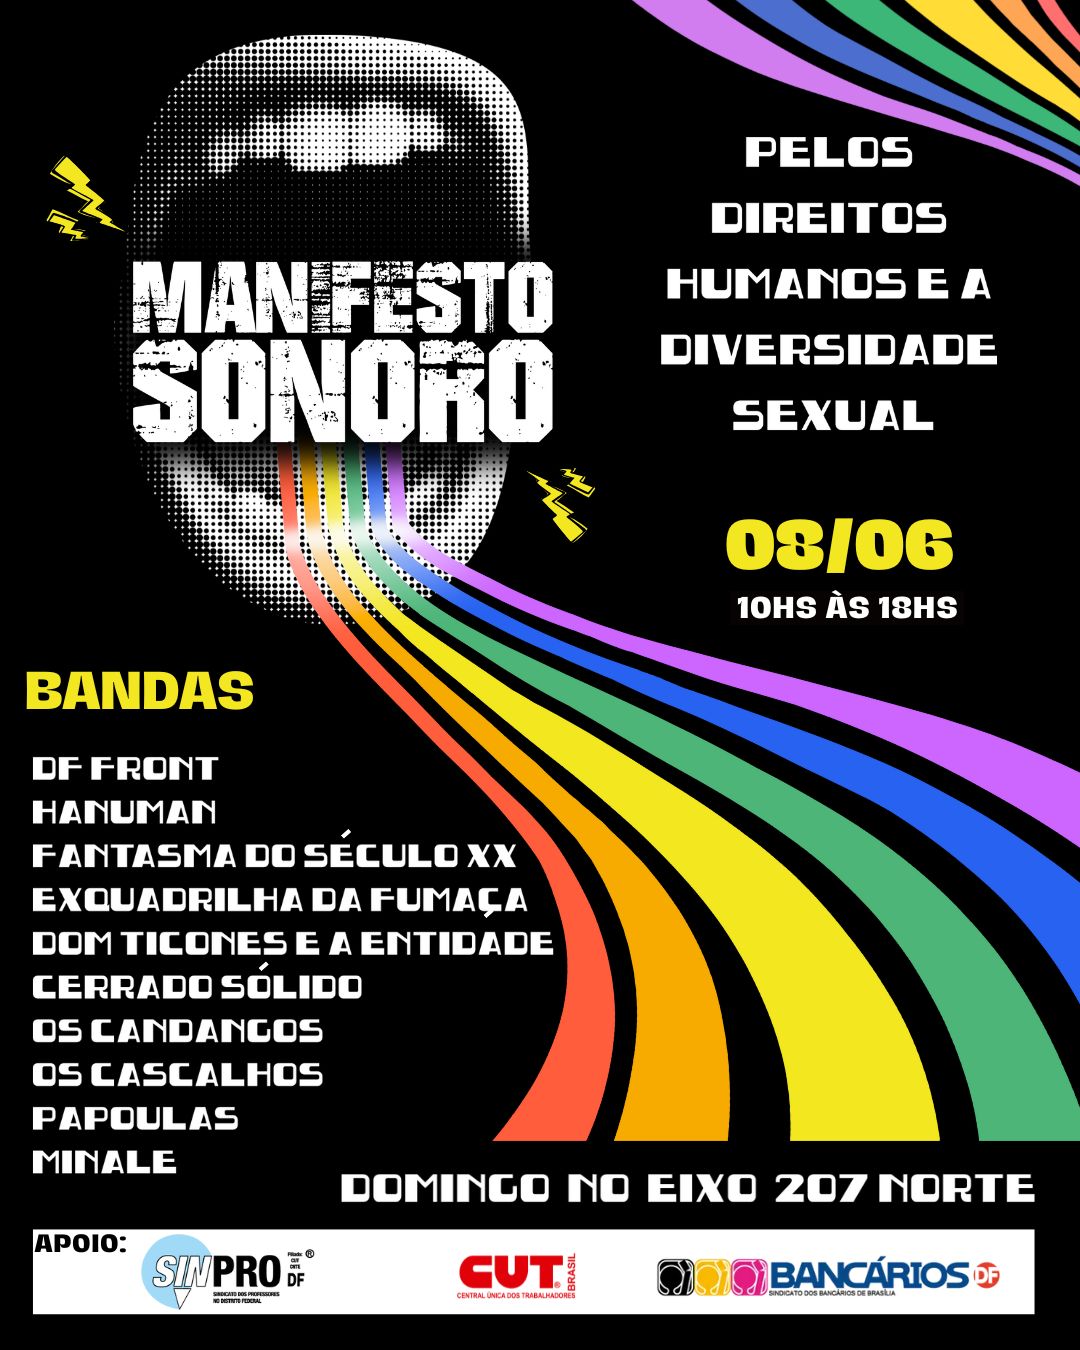 MANIFESTO
SONORO
PELOS
DIREITOS
HUMANOS E A
DIVERSIDADE
SEXUAL
08/06
10HS ÀS 18HS
BANDAS
DF FRONT
HANUMAN
FANTASMA DO SÉCULO XX
EXQUADRILHA DA FUMAÇA
DOM TICONES E A ENTIDADE
CERRADO SÓLIDO
OS CANDANGOS
OS CASCALHOS
PAPOULAS
MINALE
DOMINGO NO EIXO 207 NORTE
APOIO:
SINPRO DF
Filiado:
CUT
CNTE
®
SINDICATO DOS PROFESSORES
NO DISTRITO FEDERAL
CUT® BRASIL
CENTRAL ÚNICA DOS TRABALHADORES
BANCÁRIOS DF
SINDICATO DOS BANCÁRIOS DE BRASÍLIA